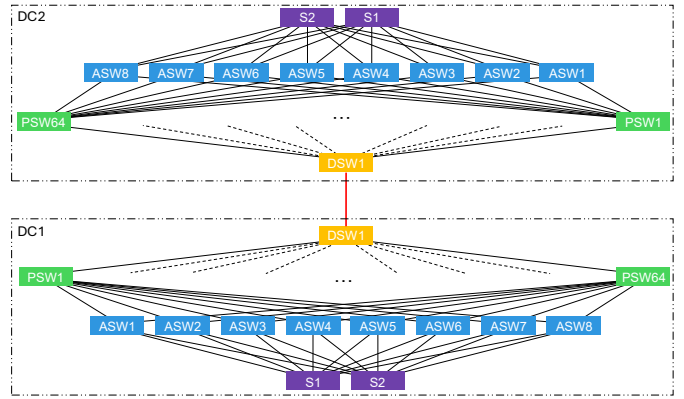 DC2
S2 S1
ASW8 ASW7 ASW6 ASW5 ASW4 ASW3 ASW2 ASW1
PSW64 ... PSW1
DSW1
DC1
DSW1
PSW1 ... PSW64
ASW1 ASW2 ASW3 ASW4 ASW5 ASW6 ASW7 ASW8
S1 S2